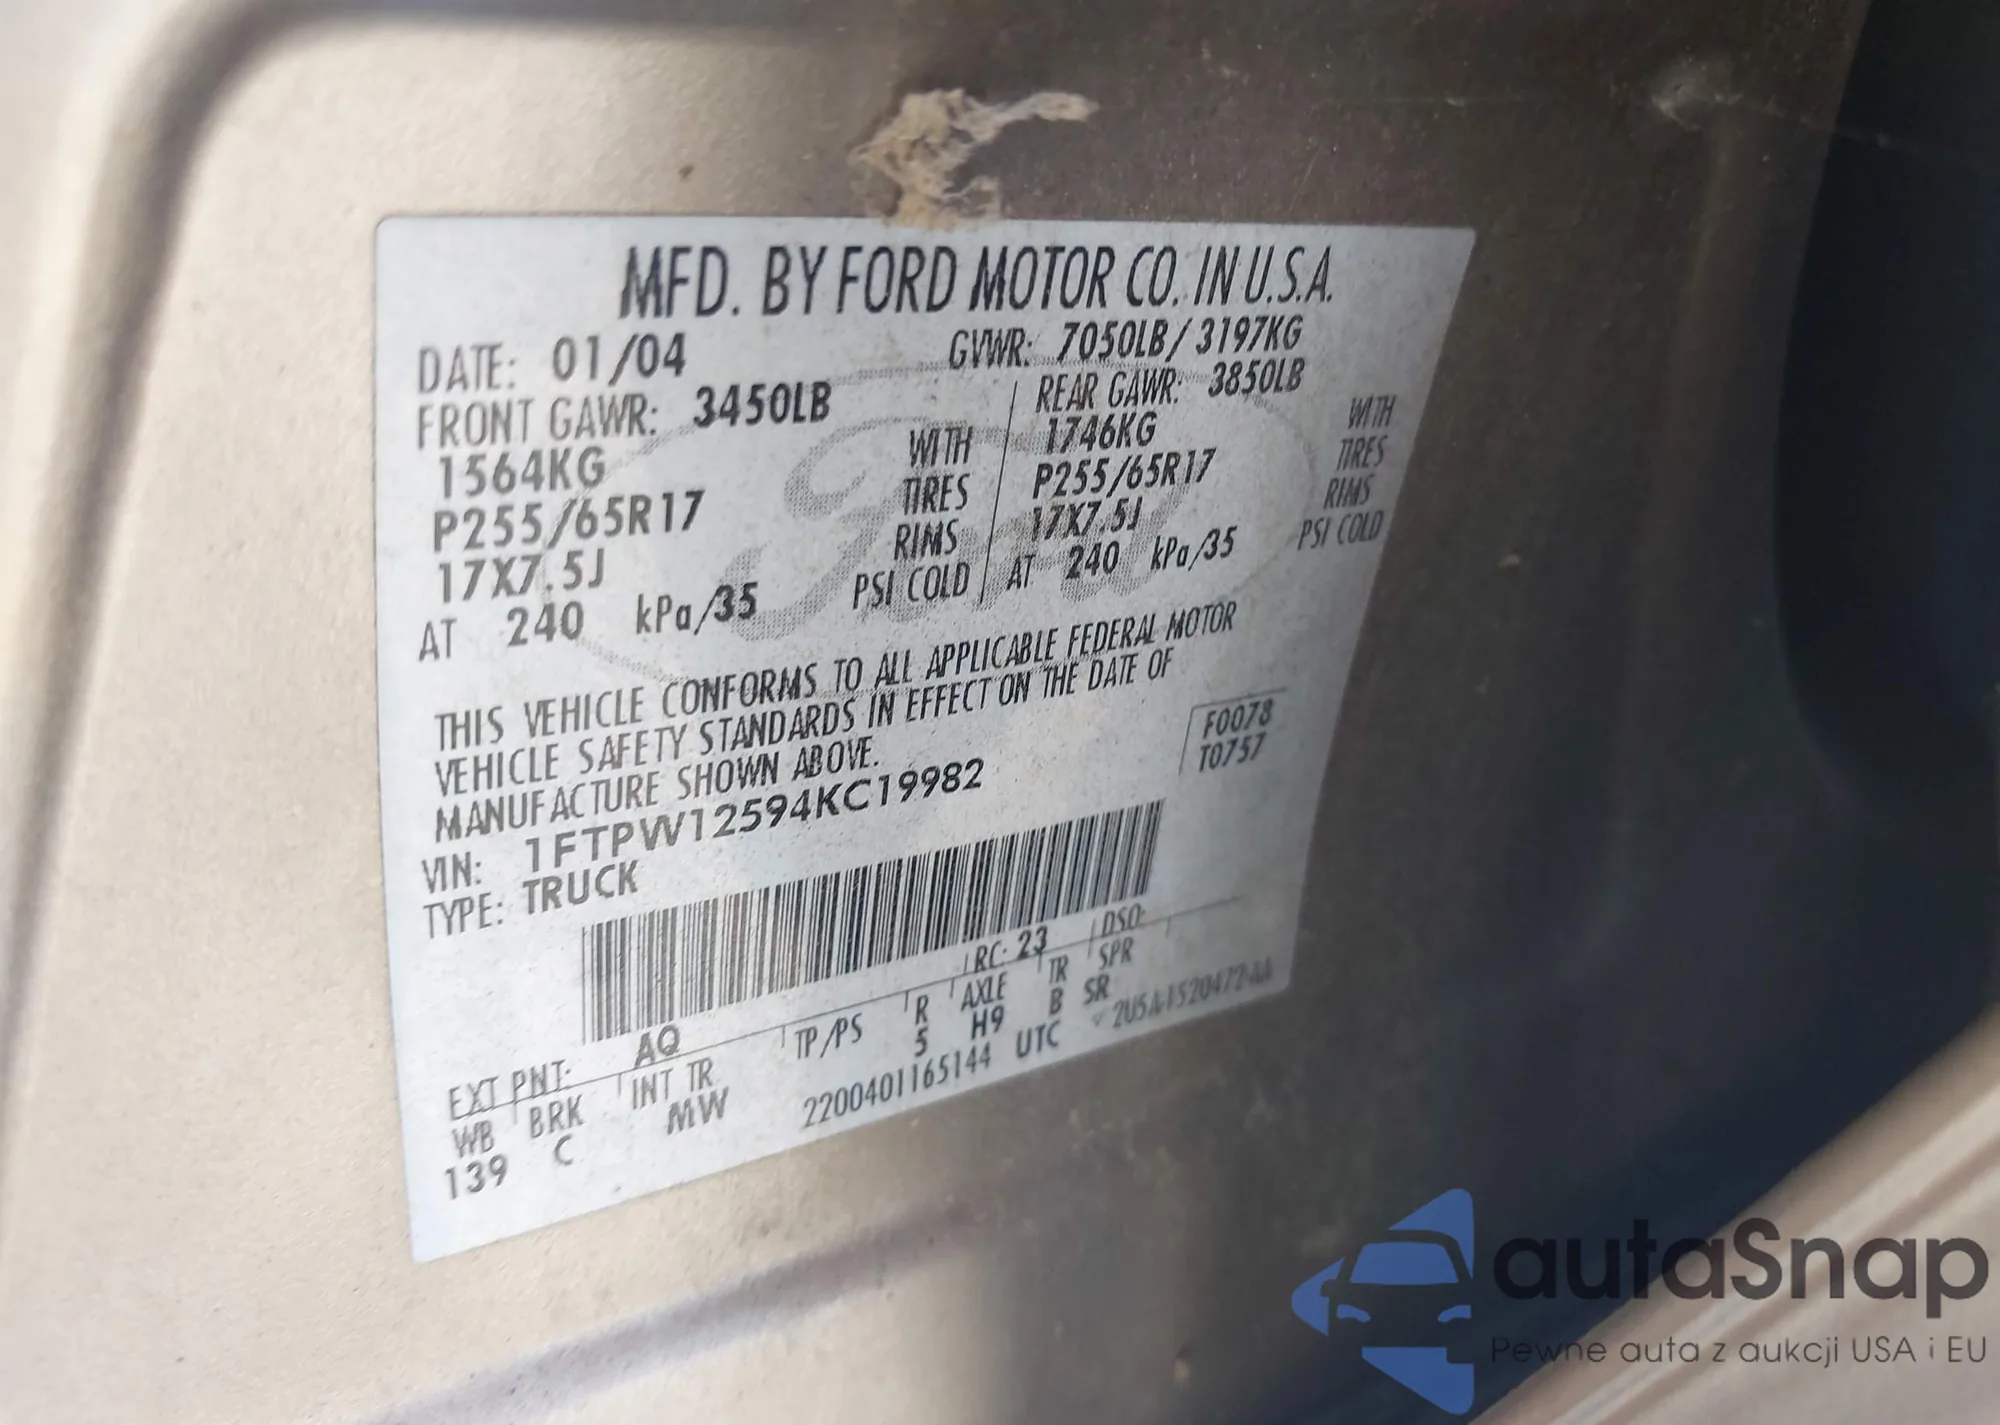 MFD. BY FORD MOTOR CO. IN U.S.A.
DATE: 01/04 GVWR: 7050LB / 3197KG
FRONT GAWR: 3450LB REAR GAWR: 3850LB
1564KG WITH 1746KG WITH
P255/65R17 TIRES P255/65R17 TIRES
17X7.5J RIMS 17X7.5J RIMS
AT 240 kPa/35 PSI COLD AT 240 kPa/35 PSI COLD
THIS VEHICLE CONFORMS TO ALL APPLICABLE FEDERAL MOTOR
VEHICLE SAFETY STANDARDS IN EFFECT ON THE DATE OF
MANUFACTURE SHOWN ABOVE.
F0078
T0757
VIN: 1FTPW12594KC19982
TYPE: TRUCK
EXT PNT: AQ RC: 23 DSO:
WB BRK INT TR TP/PS R AXLE TR SPR
139 C MW 5 H9 B SR
2200401165144 UTC 2U5A-1520472-AA
Ford
autaSnap
Pewne auta z aukcji USA i EU